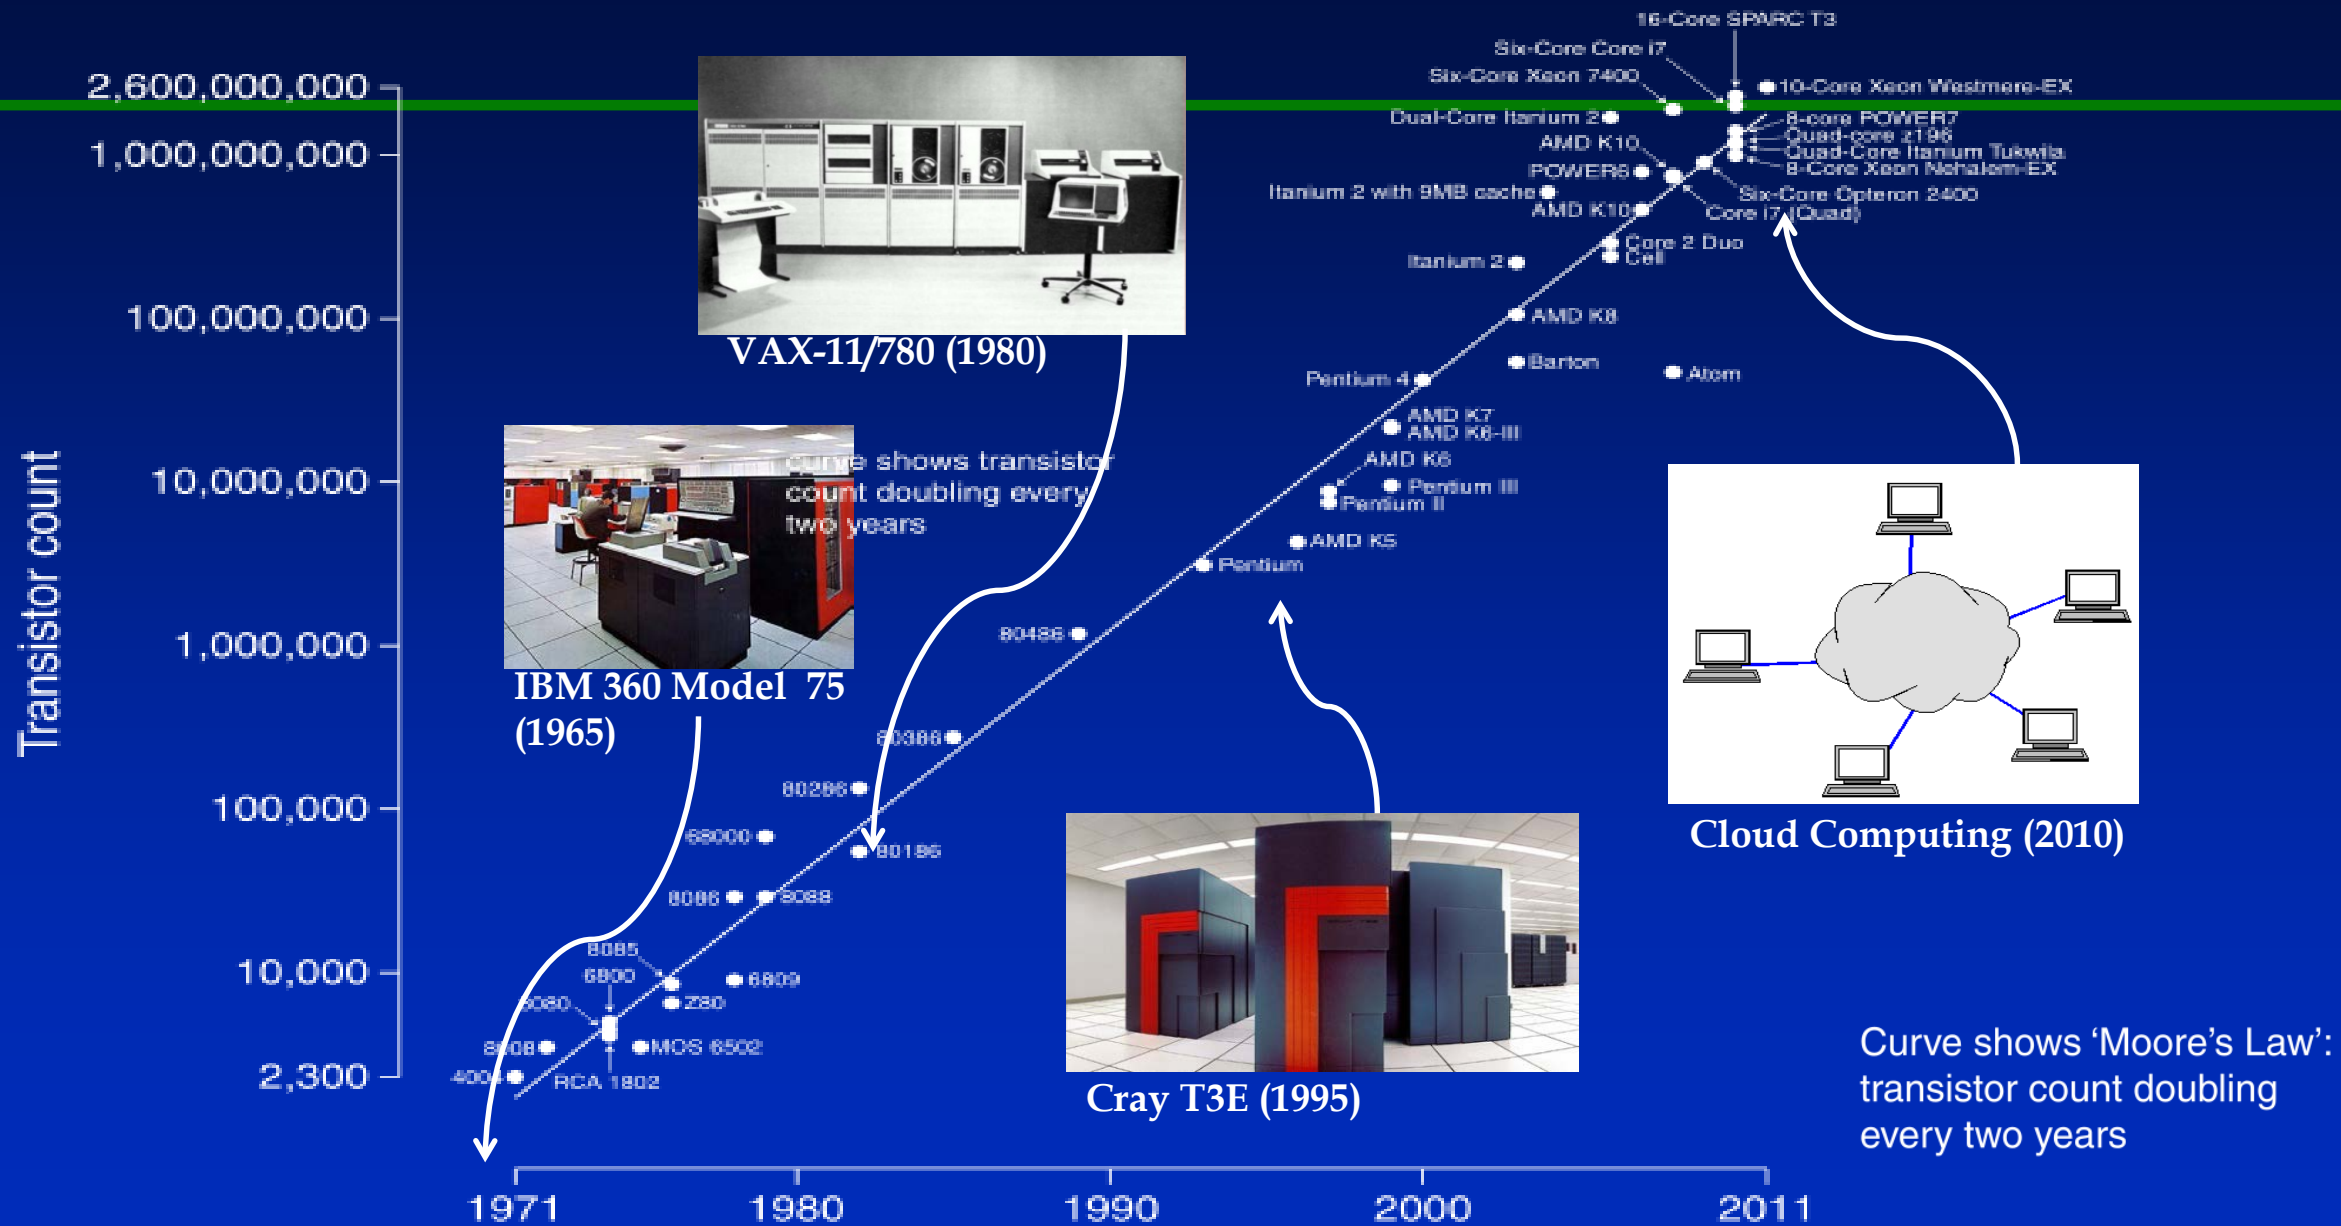 16-Core SPARC T3
Six-Core Core i7
Six-Core Xeon 7400
10-Core Xeon Westmere-EX
Dual-Core Itanium 2
8-core POWER7
Quad-core z196
AMD K10
Quad-Core Itanium Tukwila
8-Core Xeon Nehalem-EX
POWER6
Itanium 2 with 9MB cache
Six-Core Opteron 2400
AMD K10
Core i7 (Quad)
Core 2 Duo
Cell
Itanium 2
AMD K8
Barton
Atom
Pentium 4
AMD K7
AMD K6-III
AMD K6
Pentium III
Pentium II
AMD K5
Pentium
80486
80386
80286
68000
80186
8086
8088
8085
6800
6809
8080
Z80
8008
MOS 6502
4004
RCA 1802
2,600,000,000
1,000,000,000
100,000,000
10,000,000
1,000,000
100,000
10,000
2,300
Transistor count
1971
1980
1990
2000
2011
VAX-11/780 (1980)
curve shows transistor
count doubling every
two years
IBM 360 Model 75
(1965)
Cray T3E (1995)
Cloud Computing (2010)
Curve shows ‘Moore’s Law’:
transistor count doubling
every two years